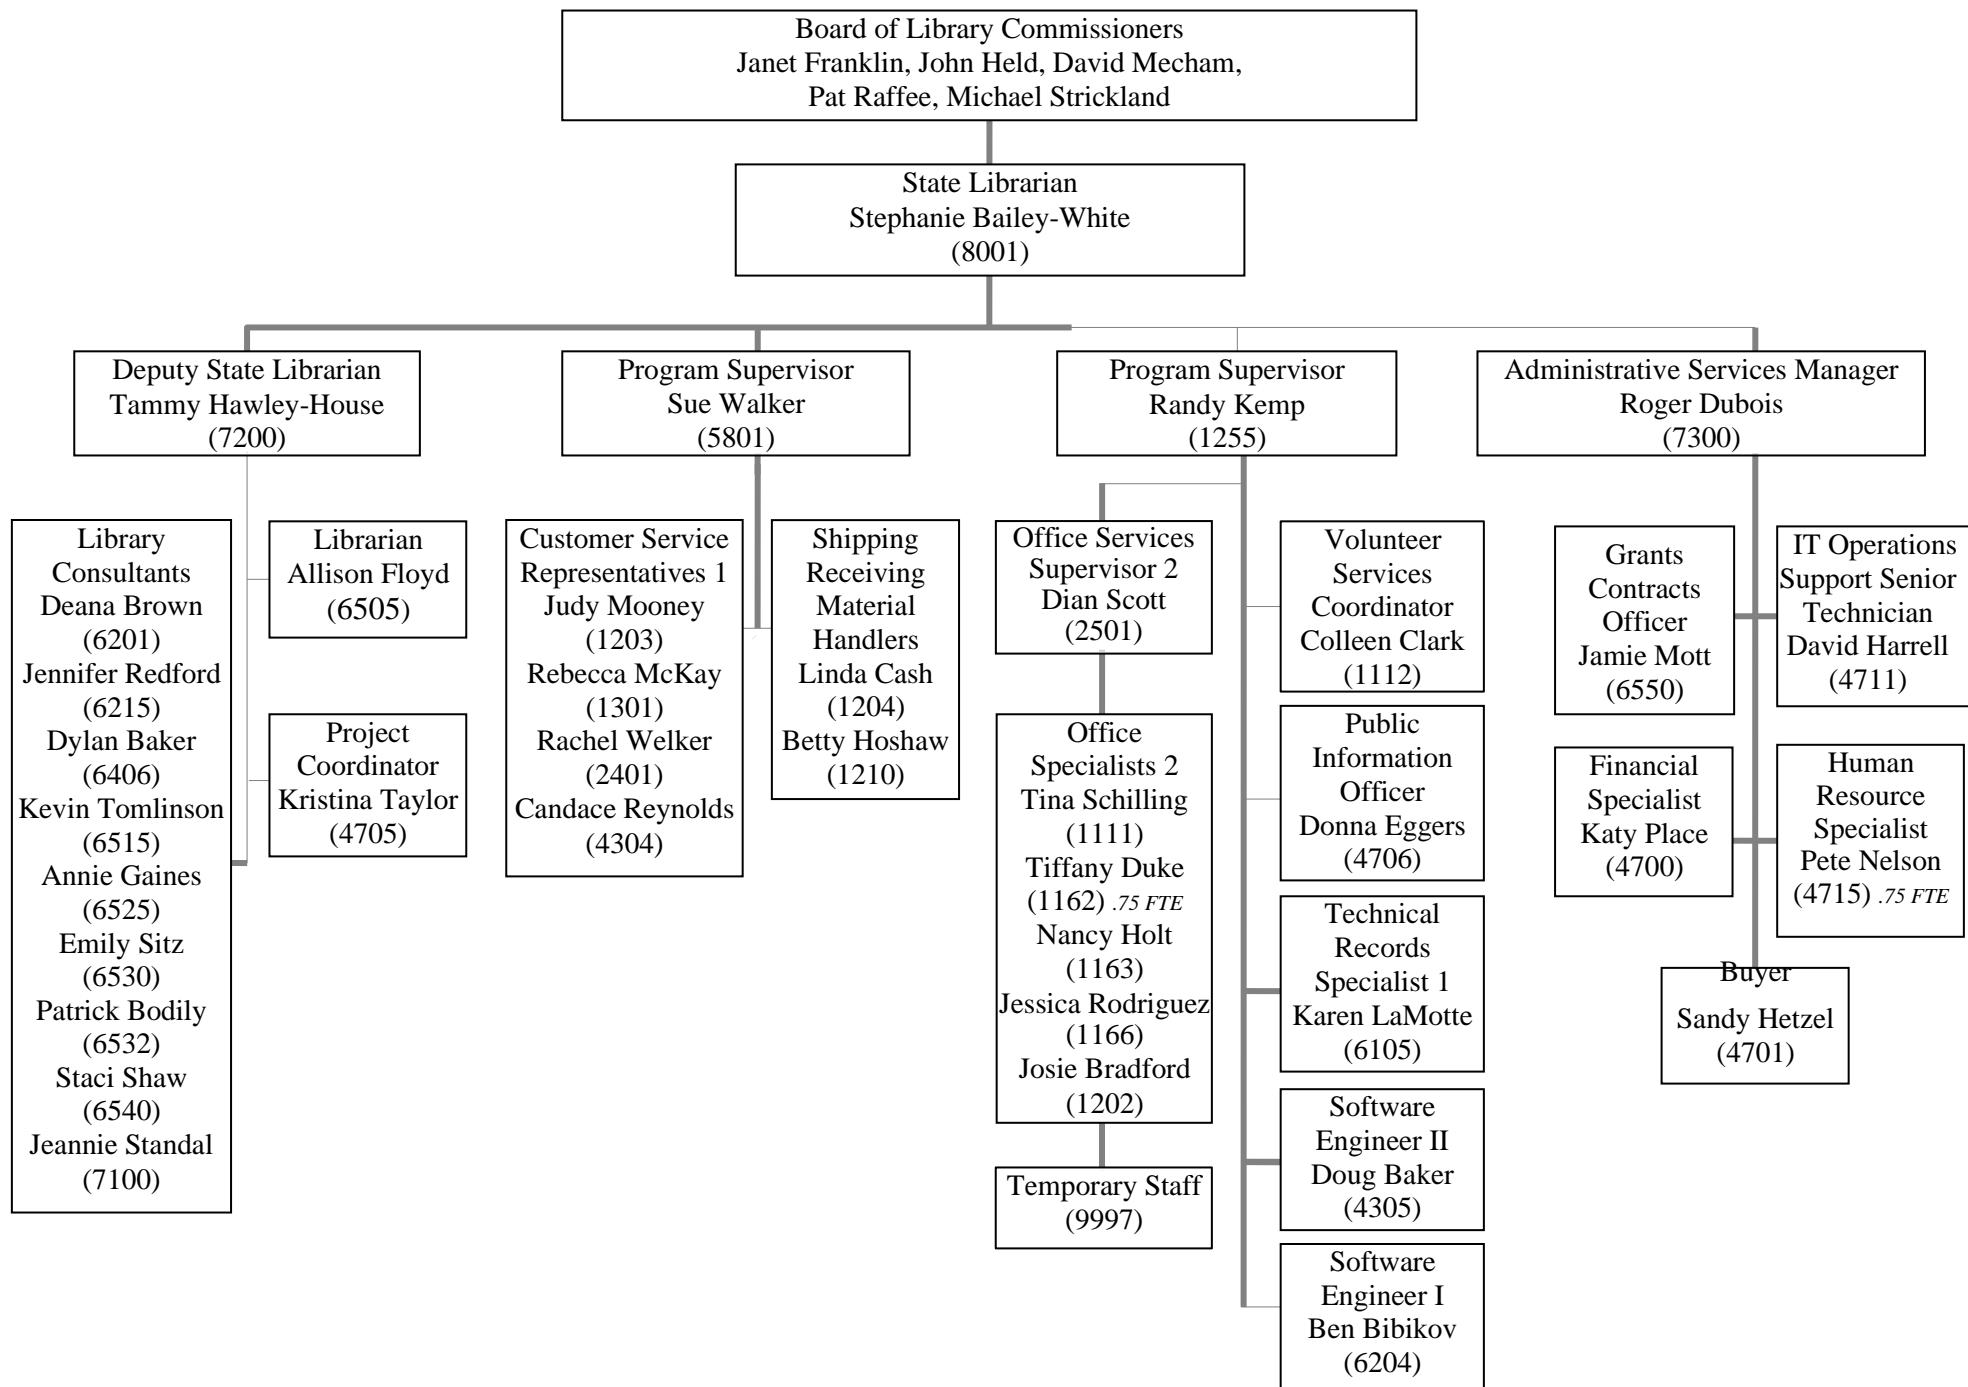 Board of Library Commissioners
Janet Franklin, John Held, David Mecham,
Pat Raffee, Michael Strickland
State Librarian
Stephanie Bailey-White
(8001)
Deputy State Librarian
Tammy Hawley-House
(7200)
Program Supervisor
Sue Walker
(5801)
Program Supervisor
Randy Kemp
(1255)
Administrative Services Manager
Roger Dubois
(7300)
Library
Consultants
Deana Brown
(6201)
Jennifer Redford
(6215)
Dylan Baker
(6406)
Kevin Tomlinson
(6515)
Annie Gaines
(6525)
Emily Sitz
(6530)
Patrick Bodily
(6532)
Staci Shaw
(6540)
Jeannie Standal
(7100)
Librarian
Allison Floyd
(6505)
Project
Coordinator
Kristina Taylor
(4705)
Customer Service
Representatives 1
Judy Mooney
(1203)
Rebecca McKay
(1301)
Rachel Welker
(2401)
Candace Reynolds
(4304)
Shipping
Receiving
Material
Handlers
Linda Cash
(1204)
Betty Hoshaw
(1210)
Office Services
Supervisor 2
Dian Scott
(2501)
Office
Specialists 2
Tina Schilling
(1111)
Tiffany Duke
(1162) .75 FTE
Nancy Holt
(1163)
Jessica Rodriguez
(1166)
Josie Bradford
(1202)
Temporary Staff
(9997)
Volunteer
Services
Coordinator
Colleen Clark
(1112)
Public
Information
Officer
Donna Eggers
(4706)
Technical
Records
Specialist 1
Karen LaMotte
(6105)
Software
Engineer II
Doug Baker
(4305)
Software
Engineer I
Ben Bibikov
(6204)
Grants
Contracts
Officer
Jamie Mott
(6550)
IT Operations
Support Senior
Technician
David Harrell
(4711)
Financial
Specialist
Katy Place
(4700)
Human
Resource
Specialist
Pete Nelson
(4715) .75 FTE
Buyer
Sandy Hetzel
(4701)